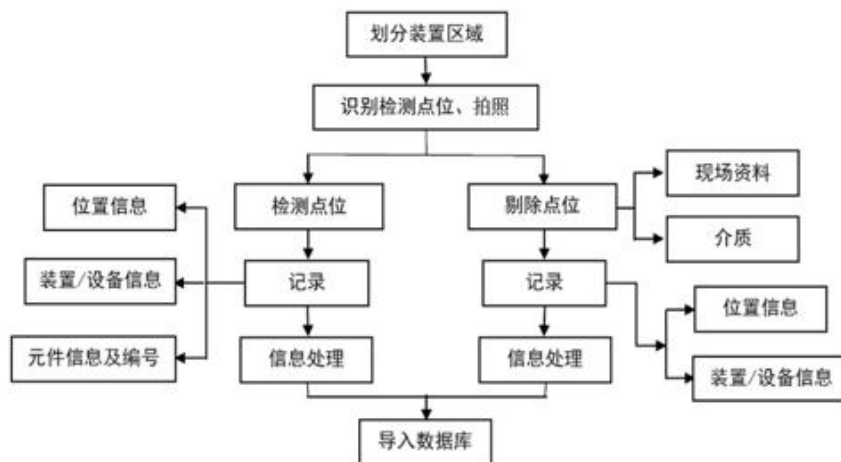 划分装置区域
识别检测点位、拍照
现场资料
位置信息
检测点位
剔除点位
介质
装置/设备信息
记录
记录
位置信息
元件信息及编号
信息处理
信息处理
装置/设备信息
导入数据库